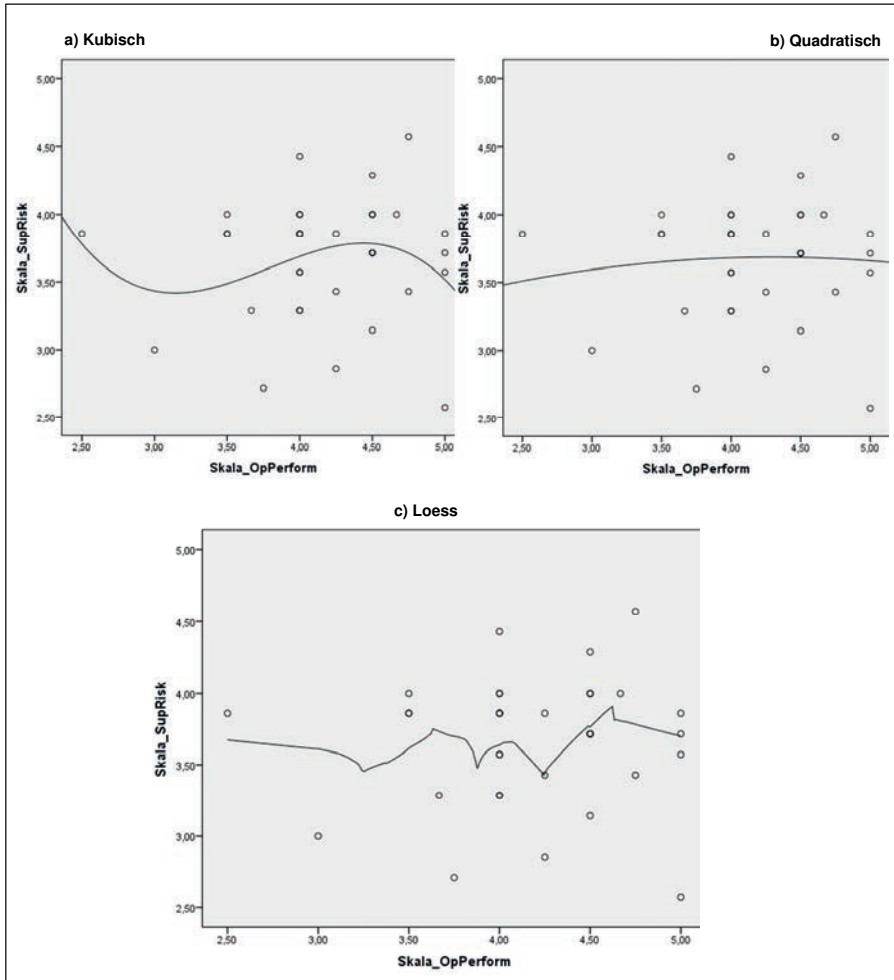 a) Kubisch
5,00
4,50
4,00
3,50
3,00
2,50
Skala_SupRisk
2,50 3,00 3,50 4,00 4,50 5,00
Skala_OpPerform
b) Quadratisch
5,00
4,50
4,00
3,50
3,00
2,50
Skala_SupRisk
2,50 3,00 3,50 4,00 4,50 5,00
Skala_OpPerform
c) Loess
5,00
4,50
4,00
3,50
3,00
2,50
Skala_SupRisk
2,50 3,00 3,50 4,00 4,50 5,00
Skala_OpPerform